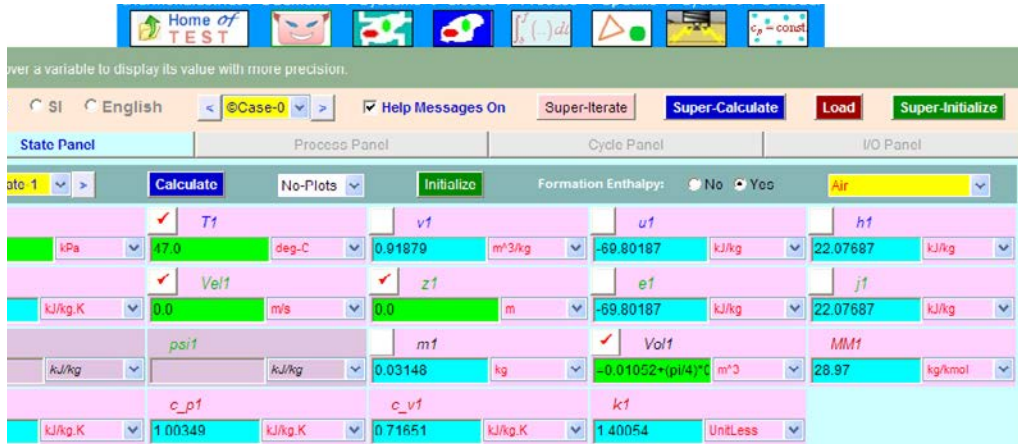 Home of
TEST
∫(..)dt
c_p = const.
over a variable to display its value with more precision.
SI English < ©Case-0 > Help Messages On Super-Iterate Super-Calculate Load Super-Initialize
State Panel Process Panel Cycle Panel I/O Panel
ate-1 > Calculate No-Plots Initialize Formation Enthalpy: No Yes Air
T1 v1 u1 h1
kPa 47.0 deg-C 0.91879 m^3/kg -69.80187 kJ/kg 22.07687 kJ/kg
Vel1 z1 e1 j1
kJ/kg.K 0.0 m/s 0.0 m -69.80187 kJ/kg 22.07687 kJ/kg
psi1 m1 Vol1 MM1
kJ/kg kJ/kg 0.03148 kg =0.01052+(pi/4)*0 m^3 28.97 kg/kmol
c_p1 c_v1 k1
kJ/kg.K 1.00349 kJ/kg.K 0.71651 kJ/kg.K 1.40054 UnitLess